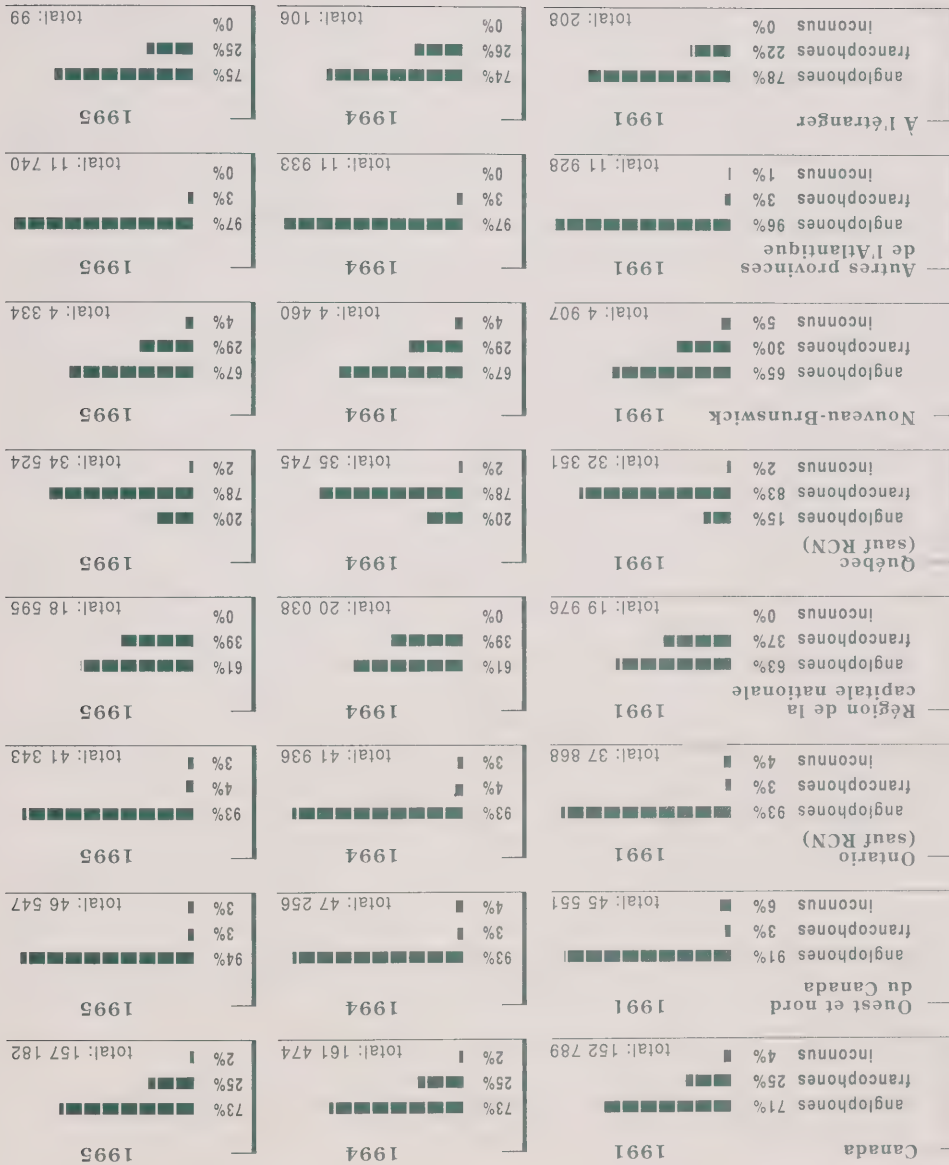 Canada 1991 1994 1995
anglophones 71% 73% 73%
francophones 25% 25% 25%
inconnus 4% 2% 2%
total: 152 789 total: 161 474 total: 157 182
Ouest et nord 1991 1994 1995
du Canada
anglophones 91% 93% 94%
francophones 3% 3% 3%
inconnus 6% 4% 3%
total: 45 551 total: 47 256 total: 46 547
Ontario 1991 1994 1995
(sauf RCN)
anglophones 93% 93% 93%
francophones 3% 4% 4%
inconnus 4% 3% 3%
total: 37 868 total: 41 936 total: 41 343
Région de la 1991 1994 1995
capitale nationale
anglophones 63% 61% 61%
francophones 37% 39% 39%
inconnus 0% 0% 0%
total: 19 976 total: 20 038 total: 18 595
Québec 1991 1994 1995
(sauf RCN)
anglophones 15% 20% 20%
francophones 83% 78% 78%
inconnus 2% 2% 2%
total: 32 351 total: 35 745 total: 34 524
Nouveau-Brunswick 1991 1994 1995
anglophones 65% 67% 67%
francophones 30% 29% 29%
inconnus 5% 4% 4%
total: 4 907 total: 4 460 total: 4 334
Autres provinces 1991 1994 1995
de l'Atlantique
anglophones 96% 97% 97%
francophones 3% 3% 3%
inconnus 1% 0% 0%
total: 11 928 total: 11 933 total: 11 740
À l'étranger 1991 1994 1995
anglophones 78% 74% 75%
francophones 22% 26% 25%
inconnus 0% 0% 0%
total: 208 total: 106 total: 99